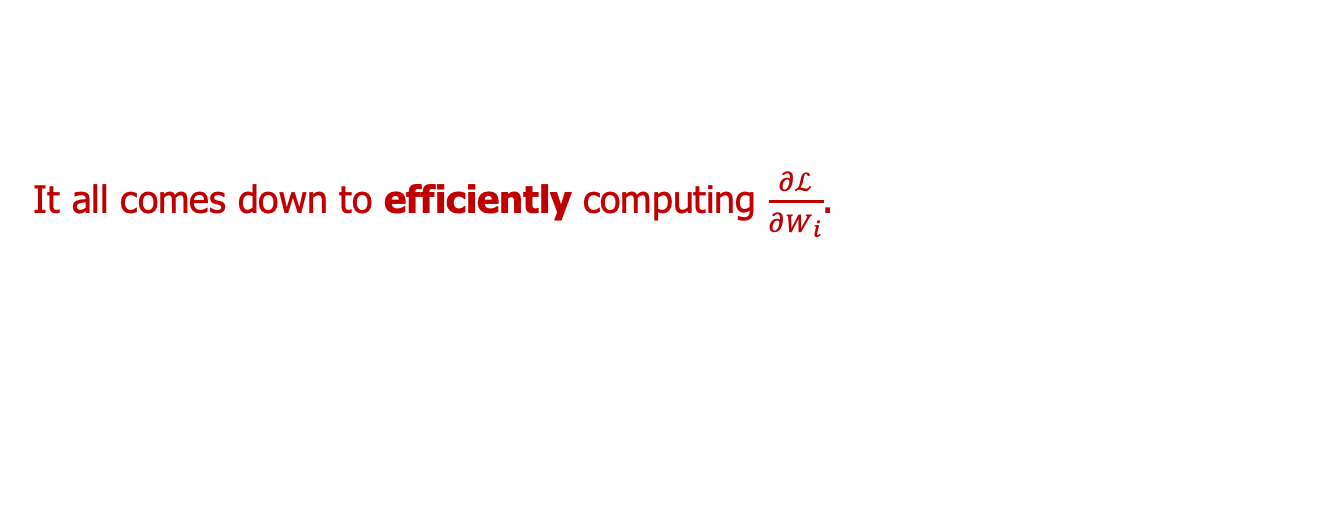 It all comes down to efficiently computing ∂ℒ/∂W_i.